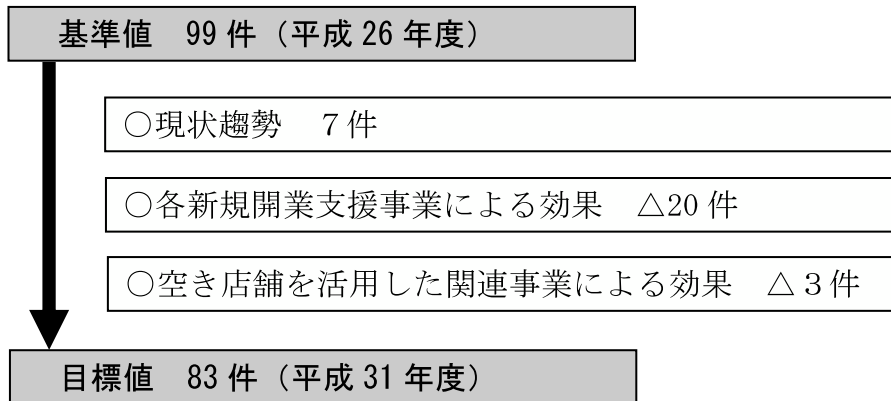 基準値　99 件（平成 26 年度）
○現状趨勢　７件
○各新規開業支援事業による効果　△20 件
○空き店舗を活用した関連事業による効果　△３件
目標値　83 件（平成 31 年度）